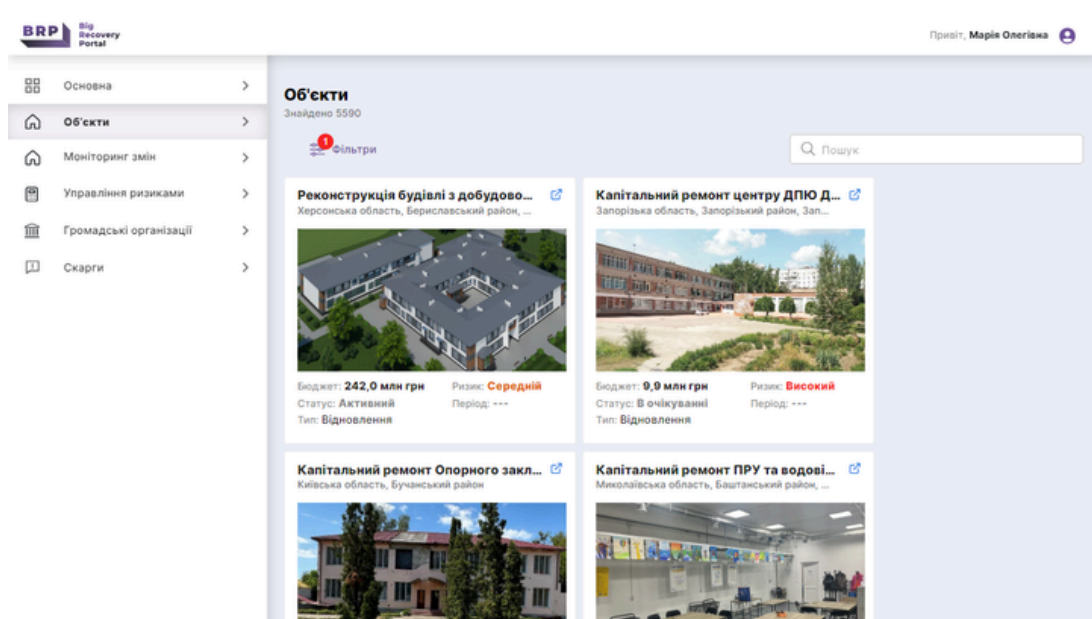 BRP
Big
Recovery
Portal
Привіт, Марія Олегівна
Основна
Об'єкти
Моніторинг змін
Управління ризиками
Громадські організації
Скарги
Об'єкти
Знайдено 5590
1
Фільтри
Пошук
Реконструкція будівлі з добудово...
Херсонська область, Бериславський район, ...
Бюджет: 242,0 млн грн Ризик: Середній
Статус: Активний Період: ---
Тип: Відновлення
Капітальний ремонт центру ДПЮ Д...
Запорізька область, Запорізький район, Зап...
Бюджет: 9,9 млн грн Ризик: Високий
Статус: В очікуванні Період: ---
Тип: Відновлення
Капітальний ремонт Опорного закл...
Київська область, Бучанський район
Капітальний ремонт ПРУ та водові...
Миколаївська область, Баштанський район, ...